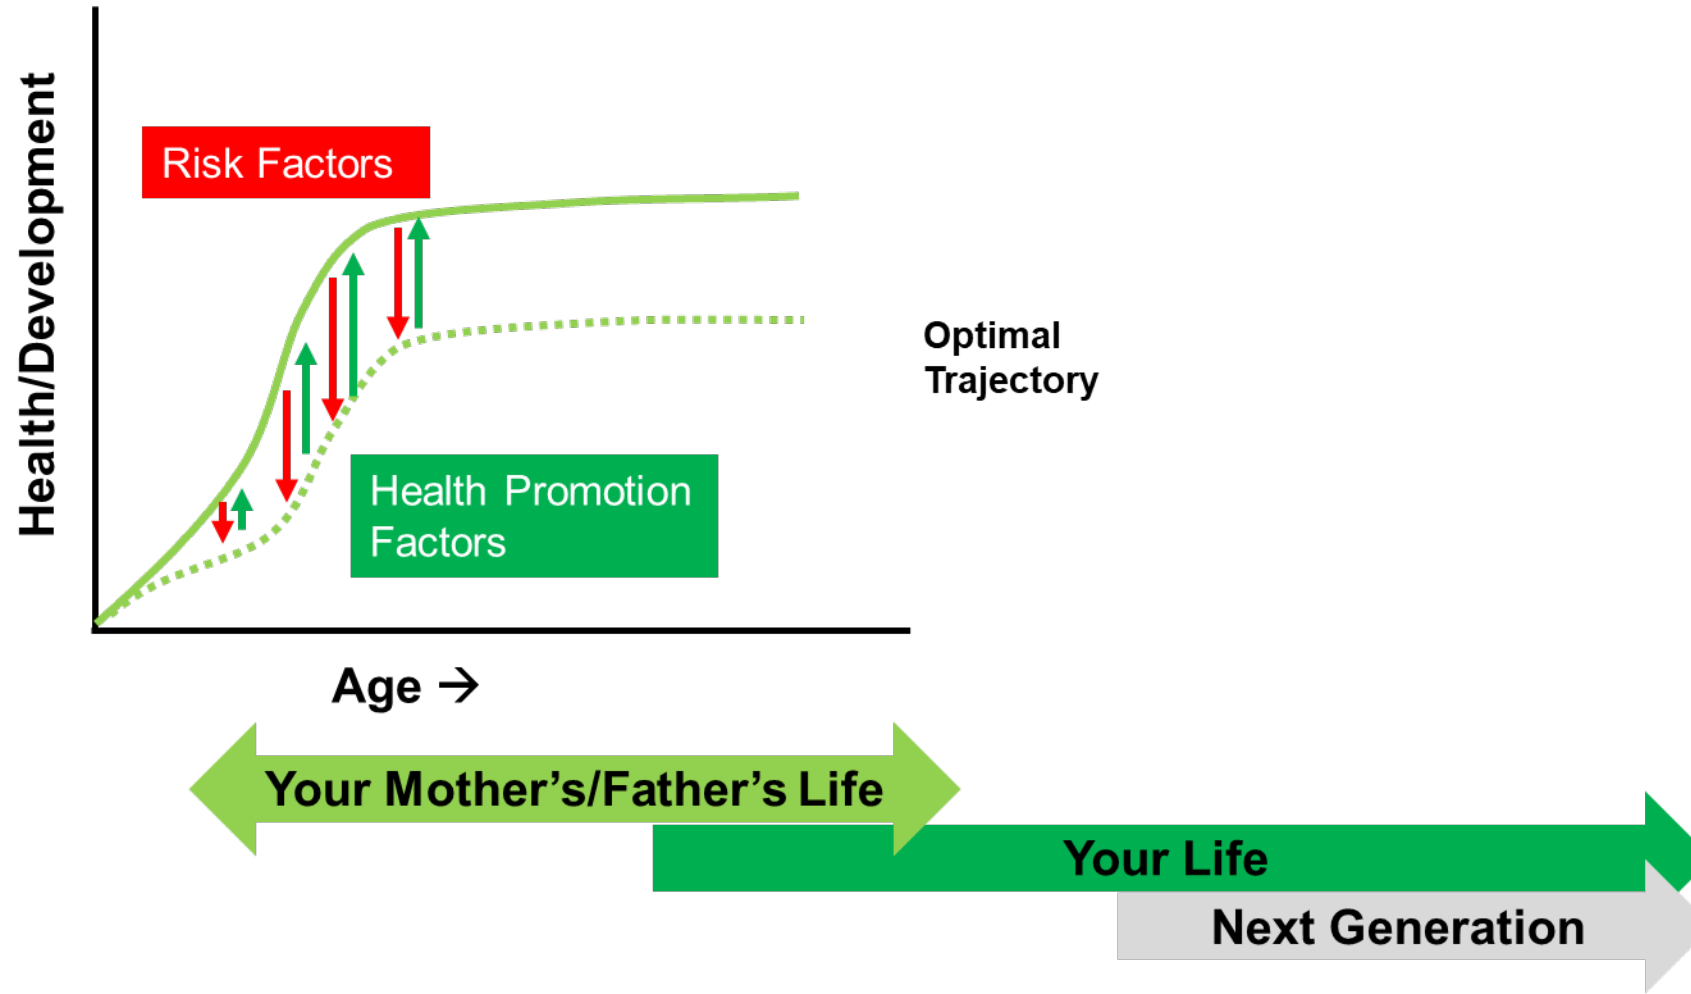 Health/Development
Risk Factors
Optimal
Trajectory
Health Promotion
Factors
Age →
Your Mother's/Father's Life
Your Life
Next Generation